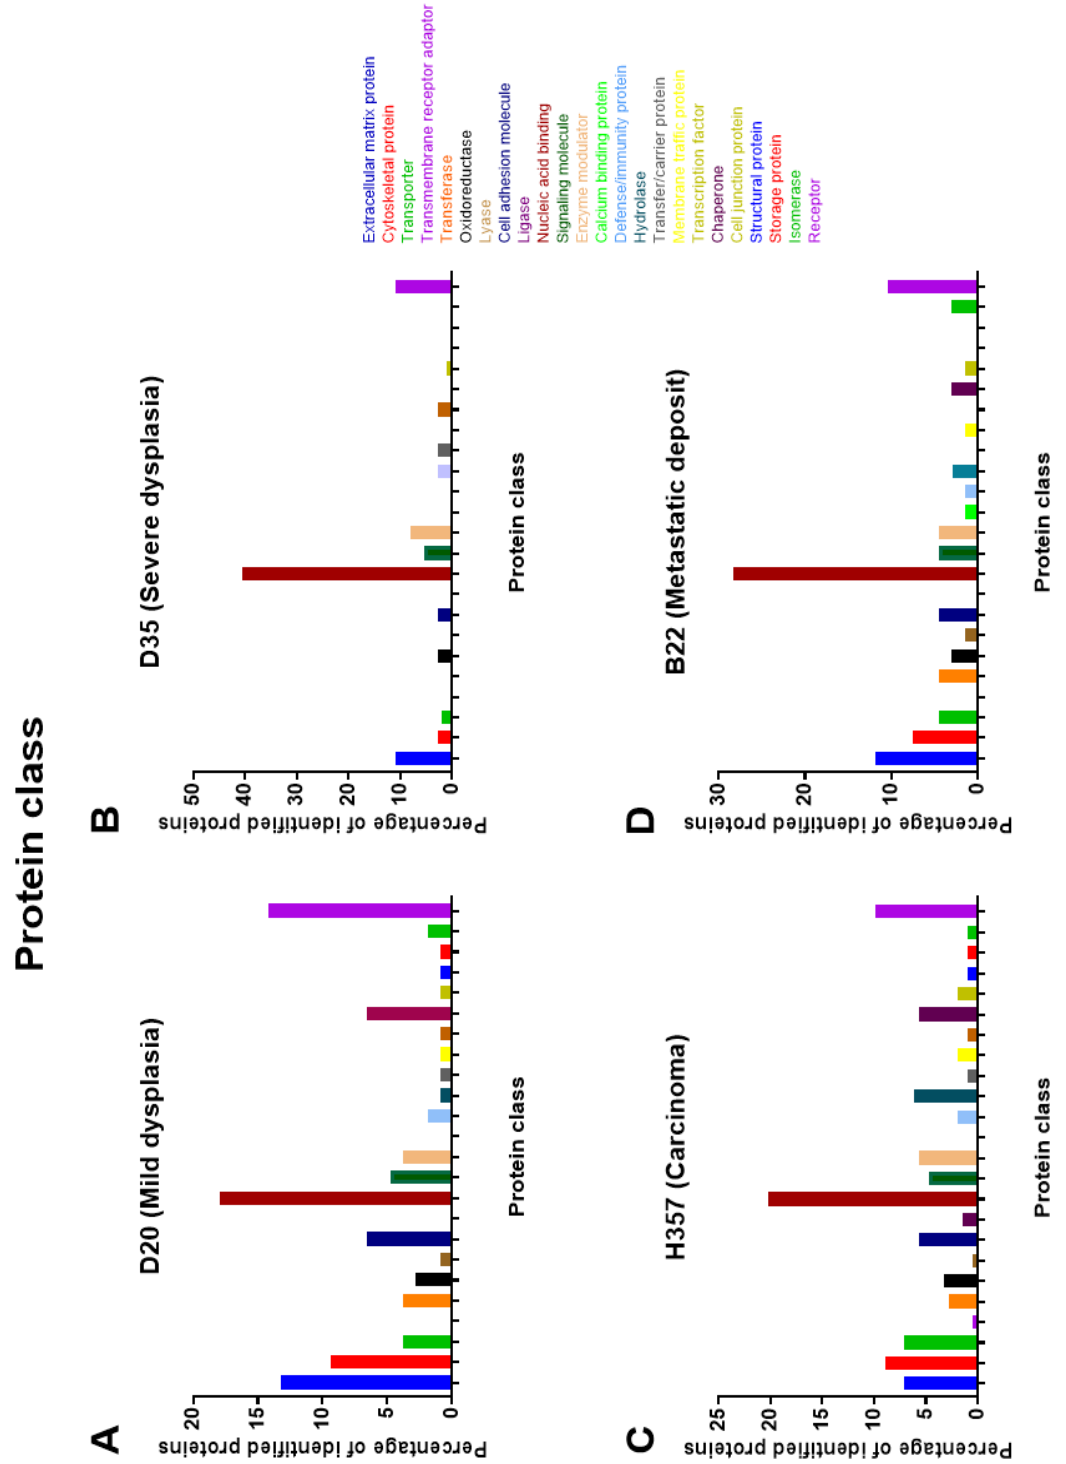 Protein class
A
D20 (Mild dysplasia)
Percentage of identified proteins
20
15
10
5
0
Protein class
B
D35 (Severe dysplasia)
Percentage of identified proteins
50
40
30
20
10
0
Protein class
Extracellular matrix protein
Cytoskeletal protein
Transporter
Transmembrane receptor adaptor
Transferase
Oxidoreductase
Lyase
Cell adhesion molecule
Ligase
Nucleic acid binding
Signaling molecule
Enzyme modulator
Calcium binding protein
Defense/immunity protein
Hydrolase
Transfer/carrier protein
Membrane traffic protein
Transcription factor
Chaperone
Cell junction protein
Structural protein
Storage protein
Isomerase
Receptor
C
H357 (Carcinoma)
Percentage of identified proteins
25
20
15
10
5
0
Protein class
D
B22 (Metastatic deposit)
Percentage of identified proteins
30
20
10
0
Protein class